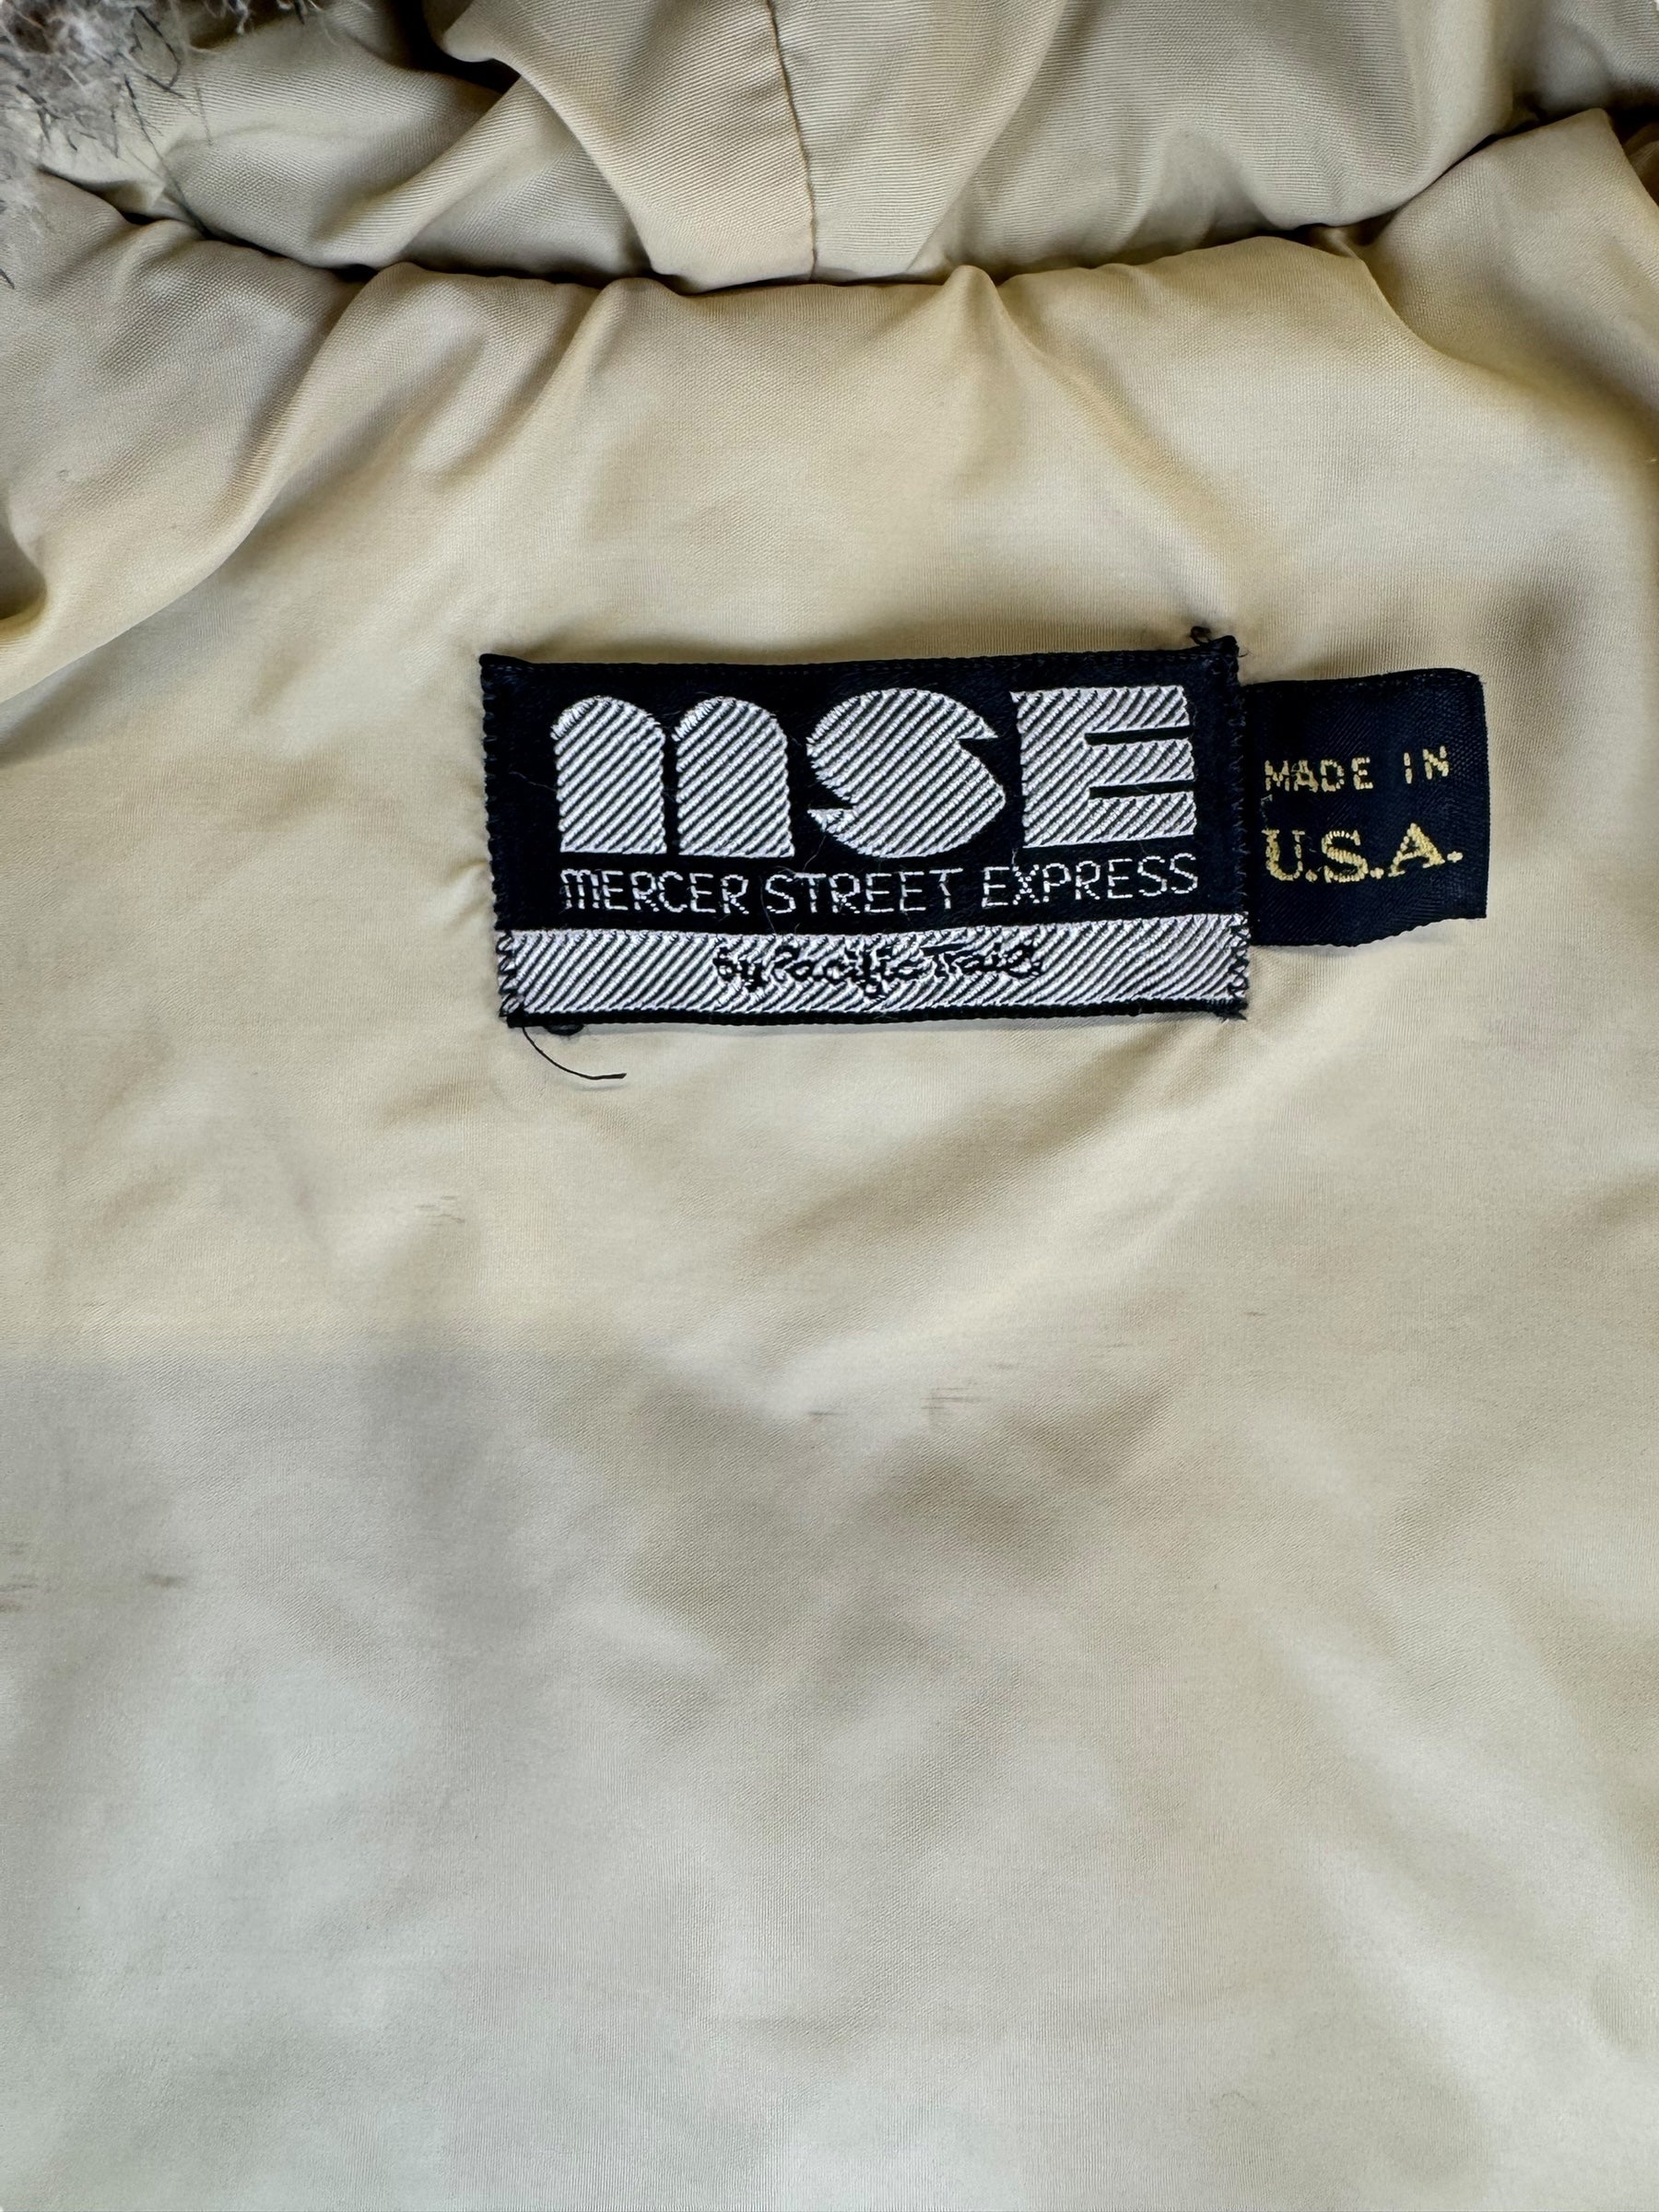 mSE
MERCER STREET EXPRESS
by Pacific Trail
MADE IN
U.S.A.